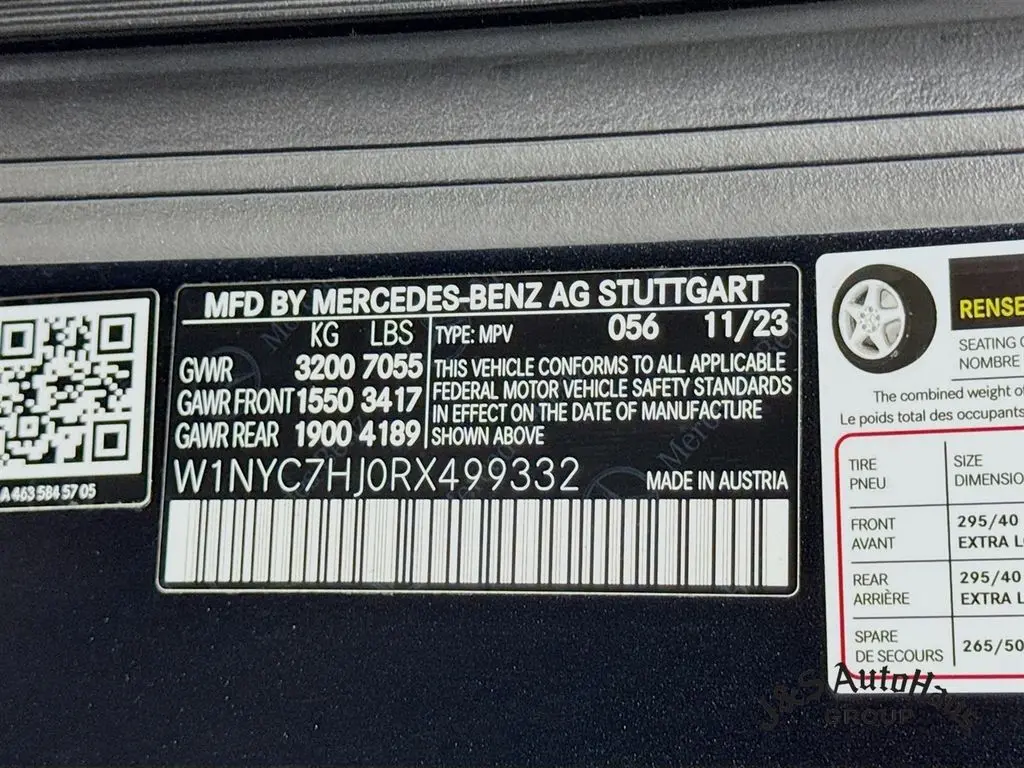 MFD BY MERCEDES-BENZ AG STUTTGART
KG LBS
GWVR 3200 7055
GAWR FRONT 1550 3417
GAWR REAR 1900 4189
TYPE: MPV 056 11/23
THIS VEHICLE CONFORMS TO ALL APPLICABLE
FEDERAL MOTOR VEHICLE SAFETY STANDARDS
IN EFFECT ON THE DATE OF MANUFACTURE
SHOWN ABOVE
W1NYC7HJ0RX499332 MADE IN AUSTRIA
A 463 584 57 05
RENSE
SEATING
NOMBRE
The combined weight of
Le poids total des occupants
TIRE SIZE
PNEU DIMENSIO
FRONT 295/40
AVANT EXTRA L
REAR 295/40
ARRIÈRE EXTRA L
SPARE 265/50
DE SECOURS
J&S AutoHaus
GROUP